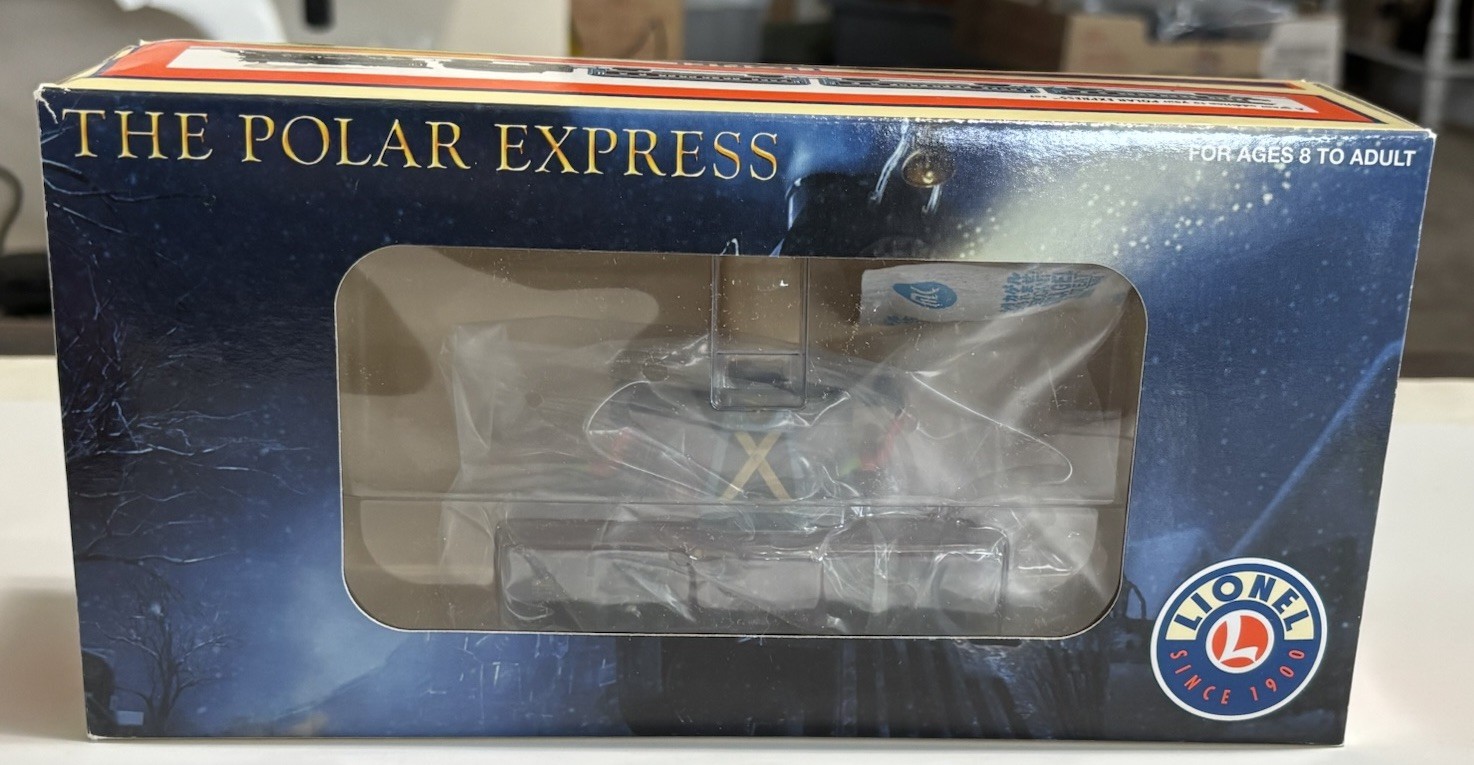 THE POLAR EXPRESS
FOR AGES 8 TO ADULT
X
LIONEL
L
SINCE 1900